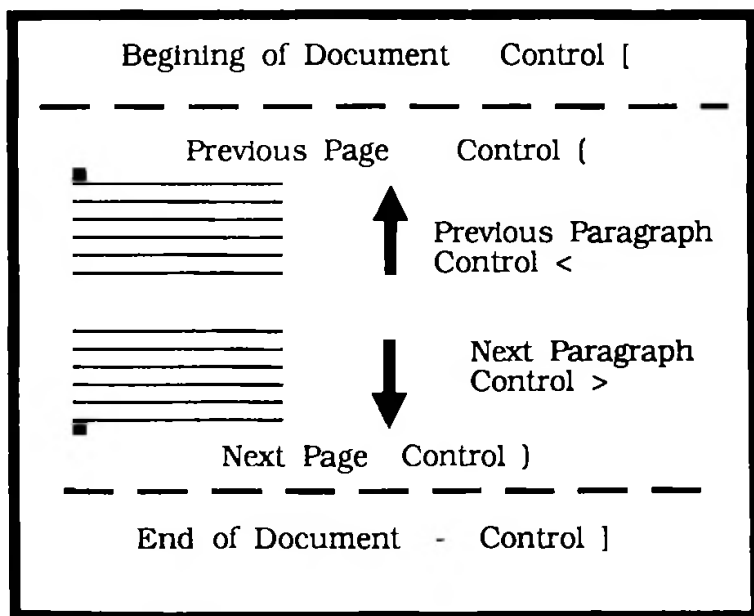 Begining of Document Control [
Previous Page Control (
Previous Paragraph
Control <
Next Paragraph
Control >
Next Page Control )
End of Document - Control ]